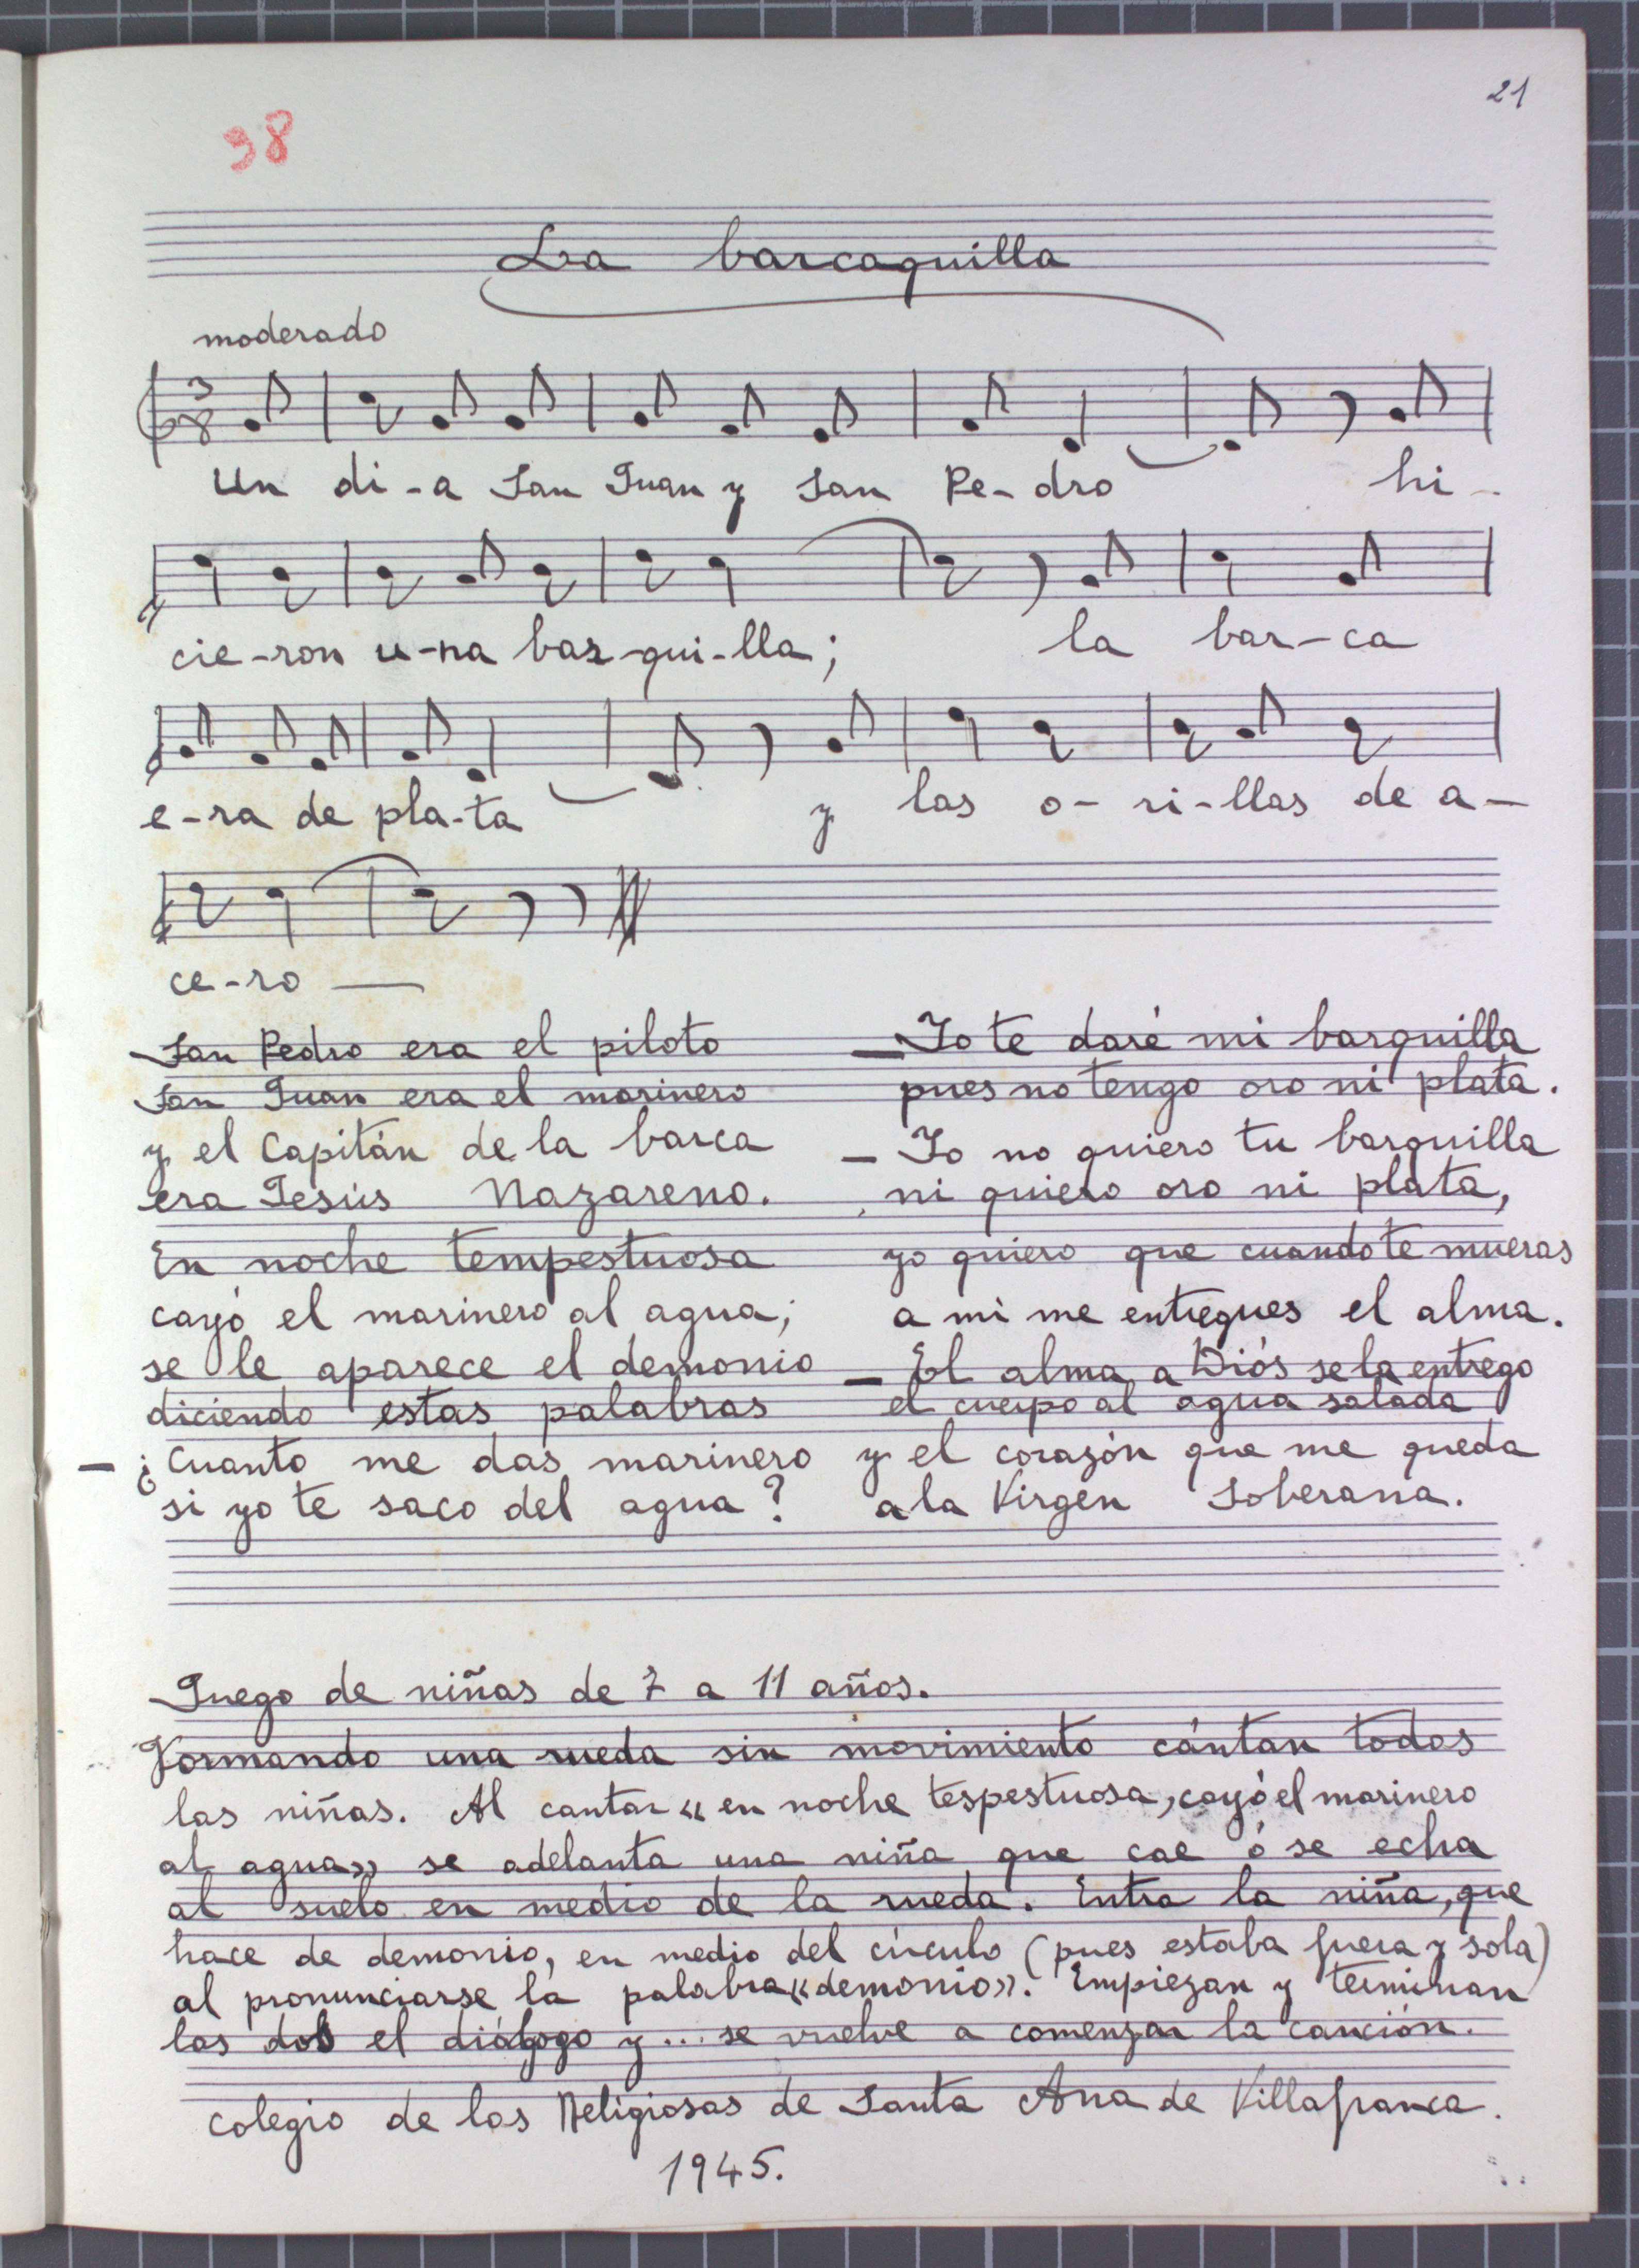 21
38
La barcaquilla
moderado
3
8
Un di-a San Juan y San Pe-dro hi-
cie-ron u-na bar-qui-lla; la bar-ca
e-ra de pla-ta y las o-ri-llas de a-
ce-ro —
San Pedro era el piloto
San Juan era el marinero
y el Capitán de la barca
era Jesús Nazareno.
En noche tempestuosa
cayó el marinero al agua;
se le aparece el demonio
diciendo estas palabras
- ¿Cuanto me das marinero
si yo te saco del agua?
- Yo te daré mi barquilla
pues no tengo oro ni plata.
- Yo no quiero tu barquilla
ni quiero oro ni plata,
yo quiero que cuando te mueras
a mi me entregues el alma.
- El alma a Diós se la entrego
el cuerpo al agua salada
y el corazón que me queda
a la Virgen Soberana.
Juego de niñas de 7 a 11 años.
Formando una rueda sin movimiento cántan todas
las niñas. Al cantar «en noche tespestuosa, cayó el marinero
al agua» se adelanta una niña que cae ó se echa
al suelo en medio de la rueda. Entra la niña, que
hace de demonio, en medio del círculo (pues estaba fuera y sola)
al pronunciarse la palabra «demonio». Empiezan y terminan
las dos el diálogo y... se vuelve a comenzar la canción.
Colegio de las Religiosas de Santa Ana de Villafranca.
1945.